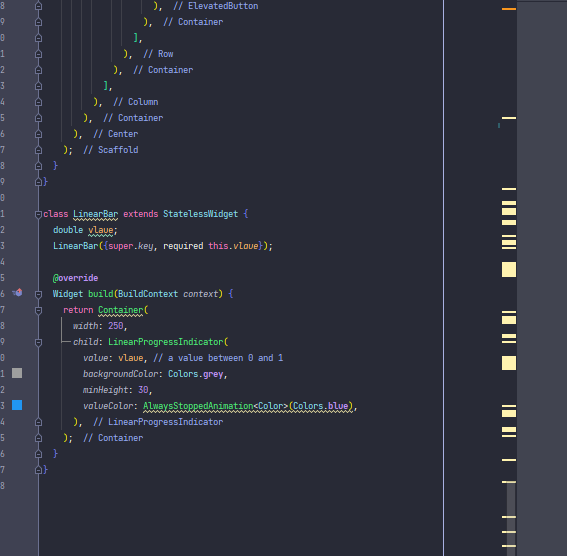 8 ), // ElevatedButton
9 ), // Container
0 ],
1 ), // Row
2 ), // Container
3 ],
4 ), // Column
5 ), // Container
6 ), // Center
7 ); // Scaffold
8 }
9 }
0
1 class LinearBar extends StatelessWidget {
2 double vlaue;
3 LinearBar({super.key, required this.vlaue});
4
5 @override
6 Widget build(BuildContext context) {
7 return Container(
8 width: 250,
9 child: LinearProgressIndicator(
0 value: vlaue, // a value between 0 and 1
1 backgroundColor: Colors.grey,
2 minHeight: 30,
3 valueColor: AlwaysStoppedAnimation<Color>(Colors.blue),
4 ), // LinearProgressIndicator
5 ); // Container
6 }
7 }
8